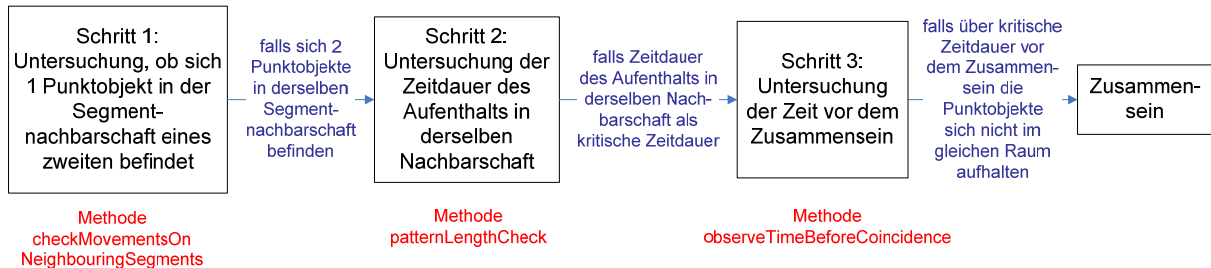 Schritt 1:
Untersuchung, ob sich
1 Punktobjekt in der
Segment-
nachbarschaft eines
zweiten befindet
Methode
checkMovementsOn
NeighbouringSegments
falls sich 2
Punktobjekte
in derselben
Segment-
nachbarschaft
befinden
Schritt 2:
Untersuchung der
Zeitdauer des
Aufenthalts in
derselben
Nachbarschaft
Methode
patternLengthCheck
falls Zeitdauer
des Aufenthalts in
derselben Nach-
barschaft als
kritische Zeitdauer
Schritt 3:
Untersuchung
der Zeit vor dem
Zusammensein
Methode
observeTimeBeforeCoincidence
falls über kritische
Zeitdauer vor
dem Zusammen-
sein die
Punktobjekte
sich nicht im
gleichen Raum
aufhalten
Zusammen-
sein